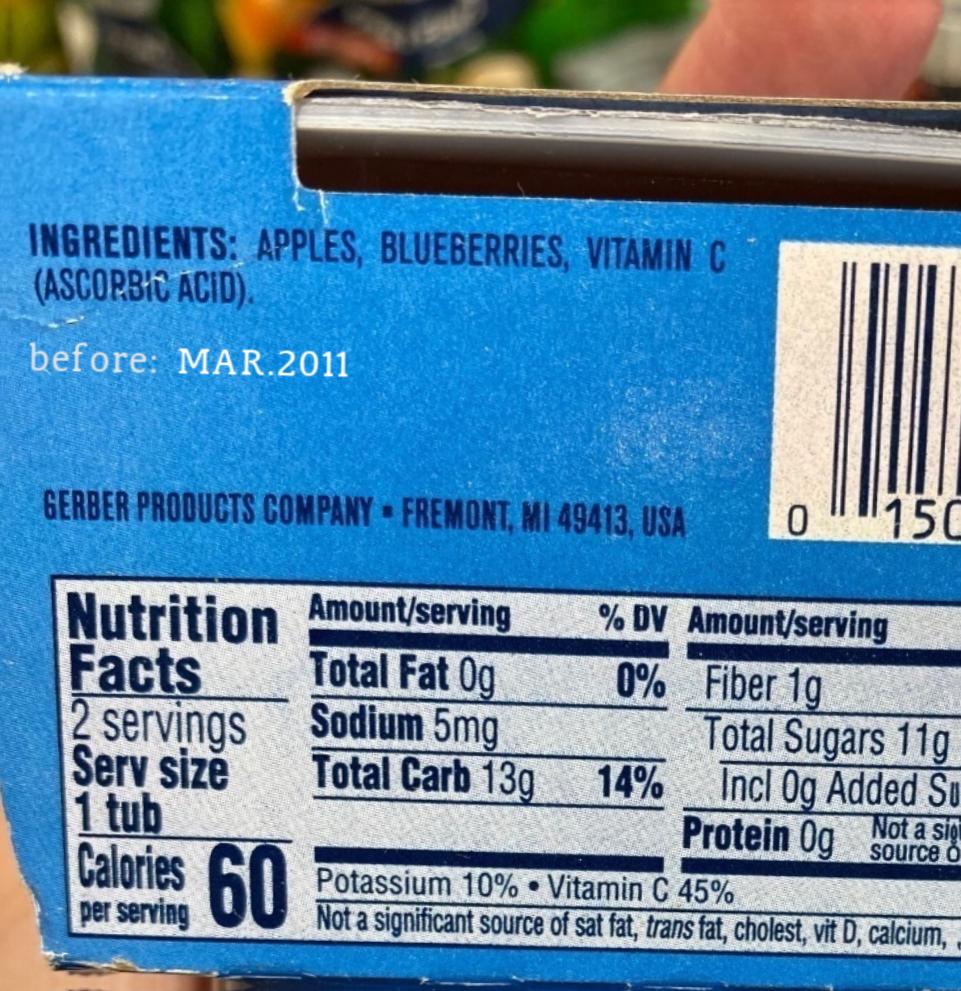 INGREDIENTS: APPLES, BLUEBERRIES, VITAMIN C
(ASCORBIC ACID).
before: MAR.2011
GERBER PRODUCTS COMPANY • FREMONT, MI 49413, USA
0 150
Nutrition
Facts
2 servings
Serv size
1 tub
Calories
per serving 60
Amount/serving % DV
Total Fat 0g 0%
Sodium 5mg
Total Carb 13g 14%
Amount/serving
Fiber 1g
Total Sugars 11g
Incl 0g Added
Protein 0g Not a
source
Potassium 10% • Vitamin C 45%
Not a significant source of sat fat, trans fat, cholest, vit D, calcium,